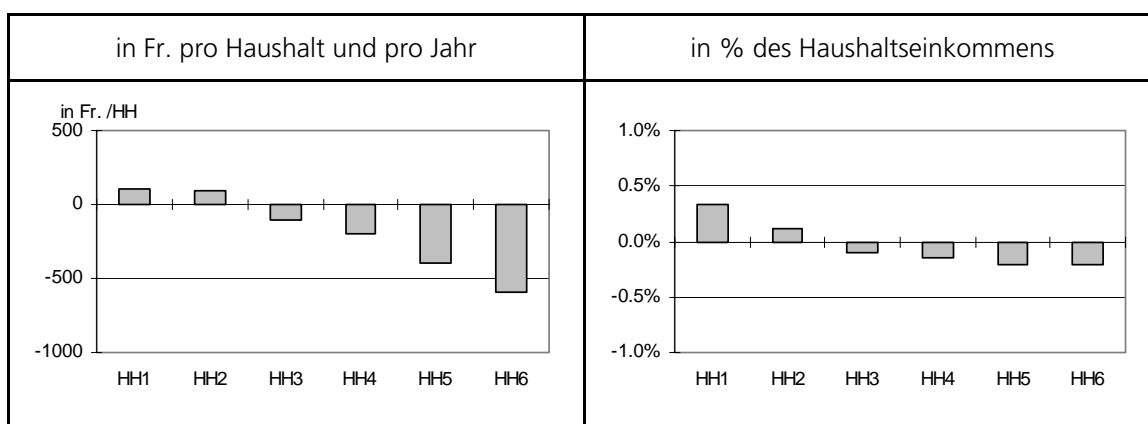 in Fr. pro Haushalt und pro Jahr
in % des Haushaltseinkommens
in Fr. /HH
500
0
-500
-1000
HH1 HH2 HH3 HH4 HH5 HH6
1.0%
0.5%
0.0%
-0.5%
-1.0%
HH1 HH2 HH3 HH4 HH5 HH6